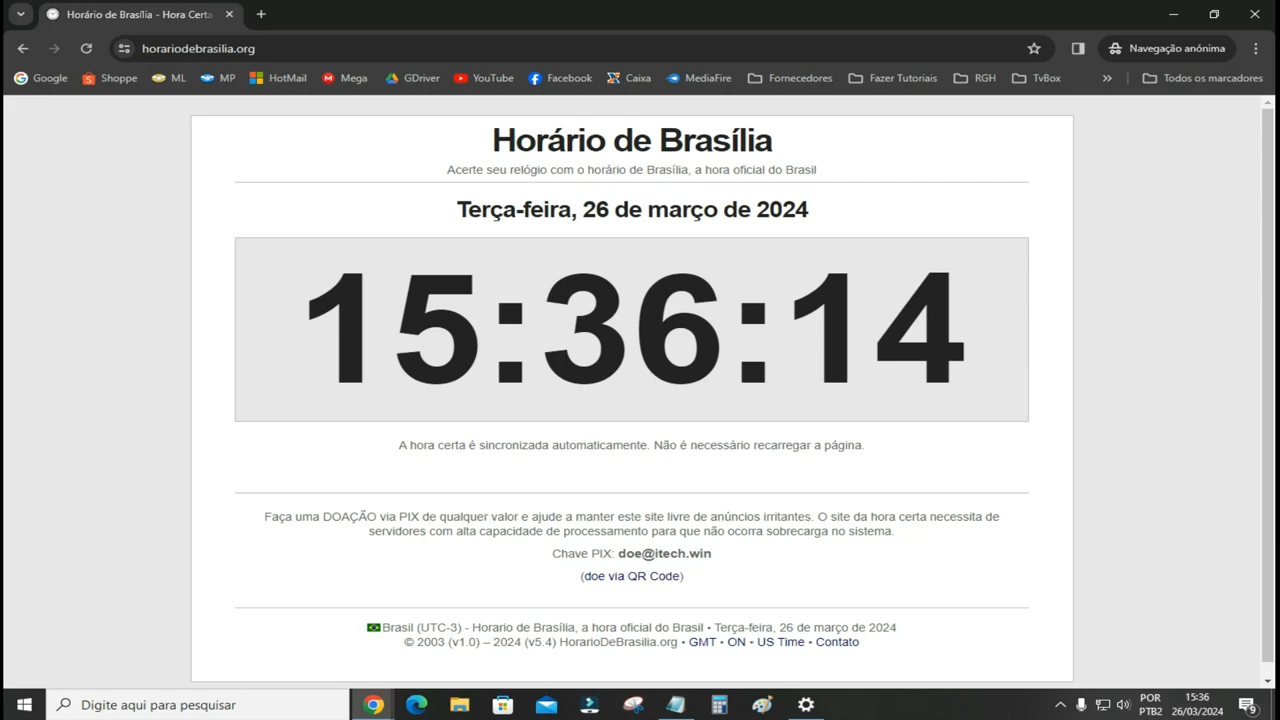 Horário de Brasília - Hora Certa
horariodebrasilia.org
Navegação anónima
Google Shoppe ML MP HotMail Mega GDriver YouTube Facebook Caixa MediaFire Fornecedores Fazer Tutoriais RGH TvBox » Todos os marcadores
Horário de Brasília
Acerte seu relógio com o horário de Brasília, a hora oficial do Brasil
Terça-feira, 26 de março de 2024
15:36:14
A hora certa é sincronizada automaticamente. Não é necessário recarregar a página.
Faça uma DOAÇÃO via PIX de qualquer valor e ajude a manter este site livre de anúncios irritantes. O site da hora certa necessita de
servidores com alta capacidade de processamento para que não ocorra sobrecarga no sistema.
Chave PIX: doe@itech.win
(doe via QR Code)
Brasil (UTC-3) - Horario de Brasília, a hora oficial do Brasil • Terça-feira, 26 de março de 2024
© 2003 (v1.0) – 2024 (v5.4) HorarioDeBrasilia.org • GMT • ON • US Time • Contato
Digite aqui para pesquisar
POR
PTB2
15:36
26/03/2024
9